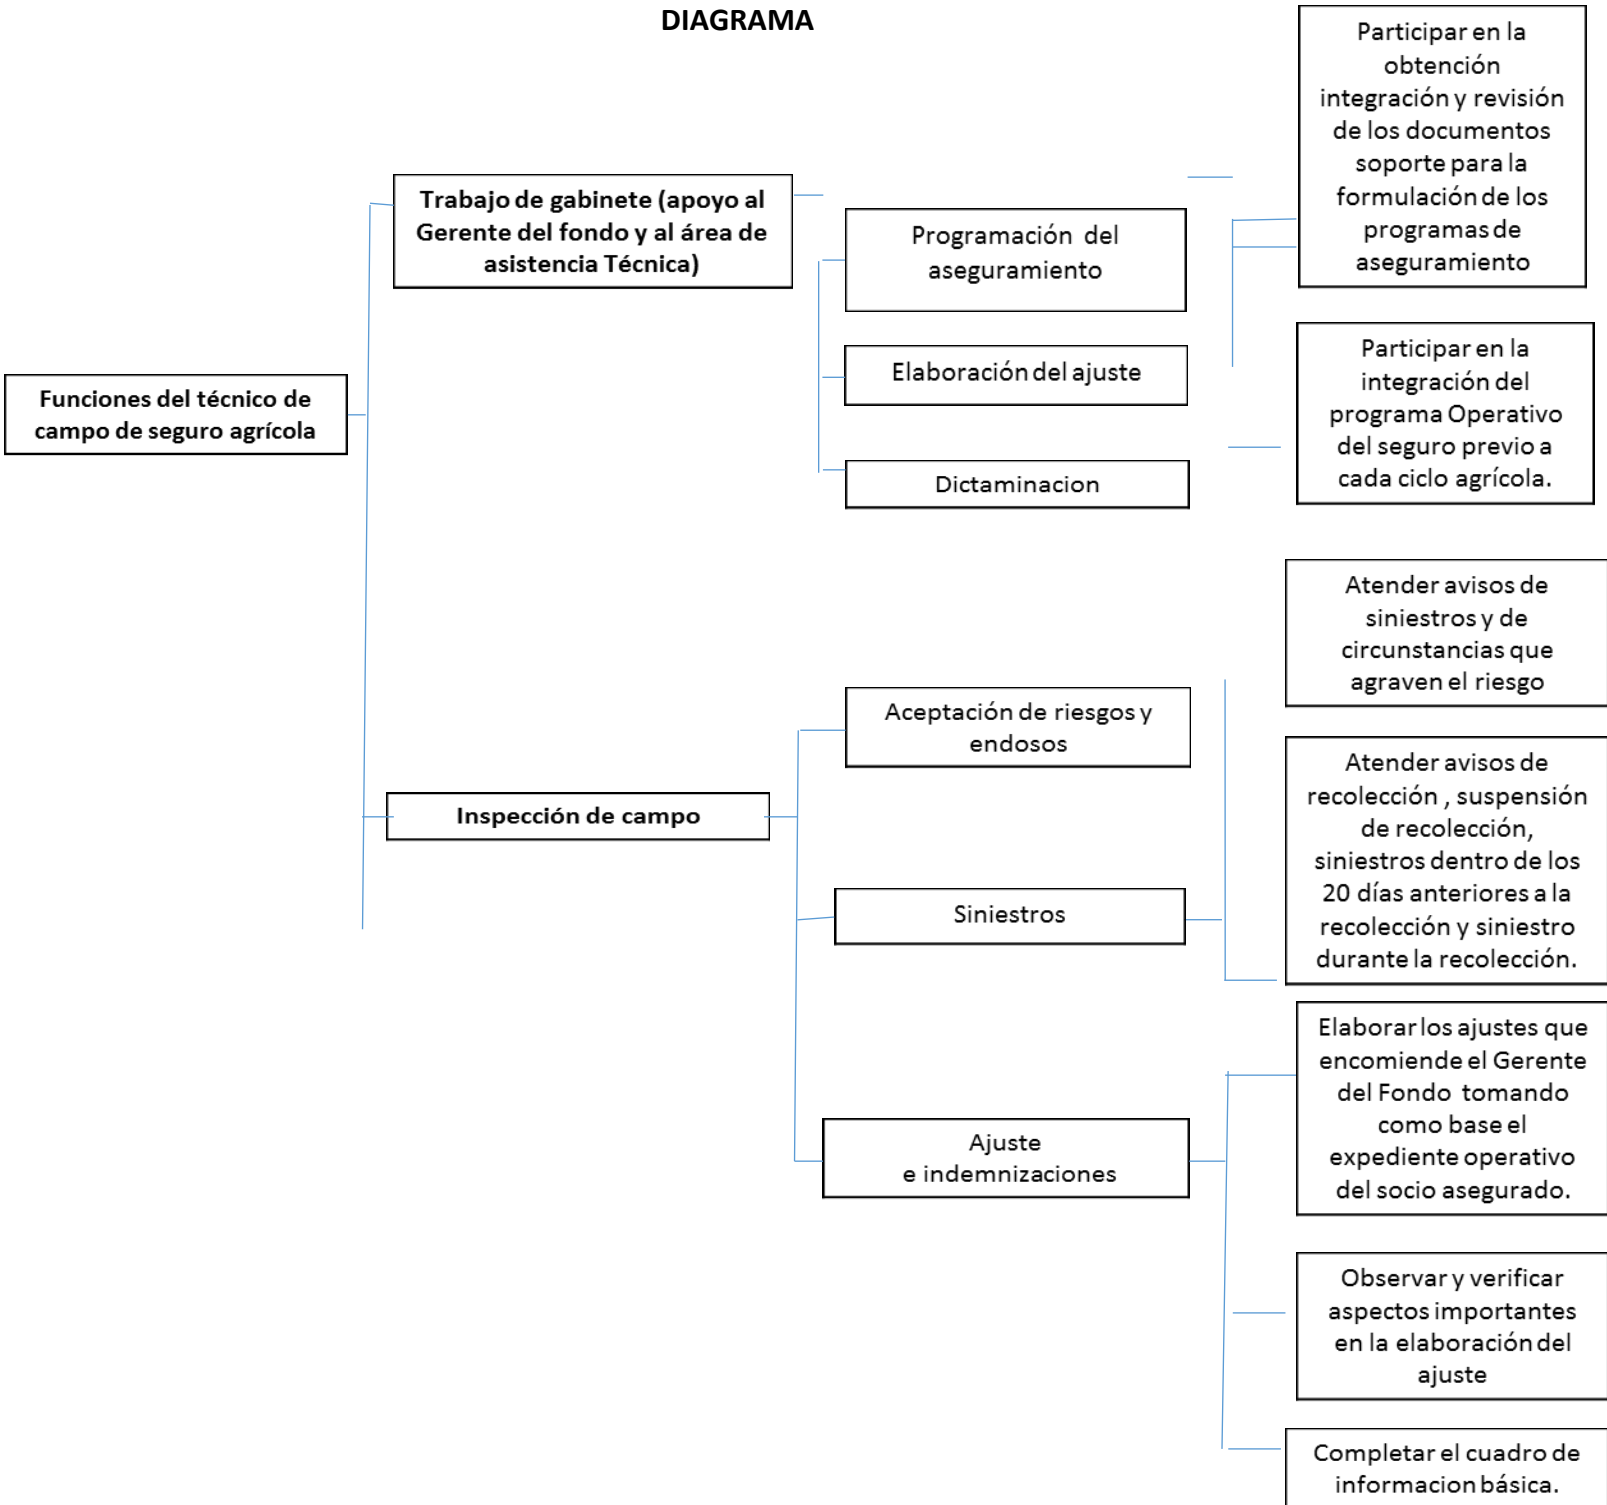 DIAGRAMA
Funciones del técnico de
campo de seguro agrícola
Trabajo de gabinete (apoyo al
Gerente del fondo y al área de
asistencia Técnica)
Programación del
aseguramiento
Elaboración del ajuste
Dictaminacion
Participar en la
obtención
integración y revisión
de los documentos
soporte para la
formulación de los
programas de
aseguramiento
Participar en la
integración del
programa Operativo
del seguro previo a
cada ciclo agrícola.
Inspección de campo
Aceptación de riesgos y
endosos
Siniestros
Atender avisos de
siniestros y de
circunstancias que
agraven el riesgo
Atender avisos de
recolección , suspensión
de recolección,
siniestros dentro de los
20 días anteriores a la
recolección y siniestro
durante la recolección.
Ajuste
e indemnizaciones
Elaborar los ajustes que
encomiende el Gerente
del Fondo tomando
como base el
expediente operativo
del socio asegurado.
Observar y verificar
aspectos importantes
en la elaboración del
ajuste
Completar el cuadro de
informacion básica.